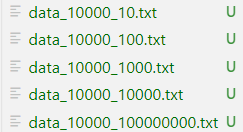 data_10000_10.txt U
data_10000_100.txt U
data_10000_1000.txt U
data_10000_10000.txt U
data_10000_100000000.txt U